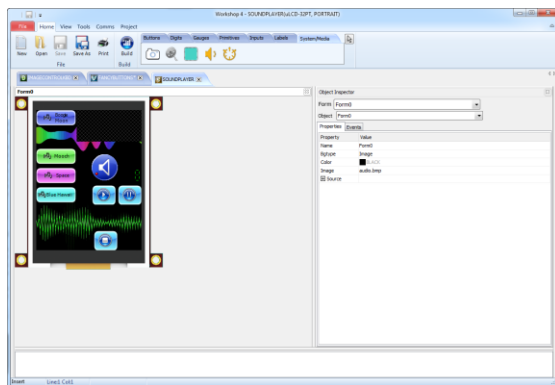 Workshop 4 - SOUNDPLAYER(uLCD-32PT, PORTRAIT)
File Home View Tools Comms Project
New Open Save Save As Print Build
File Build
Buttons Digits Gauges Primitives Inputs Labels System/Media
SOUNDPLAYER
Form0
Object Inspector
Form Form0
Object Form0
Properties Events
Property Value
Name Form0
Bgtype Image
Color BLACK
Image
Source
Insert Line:1 Col:1